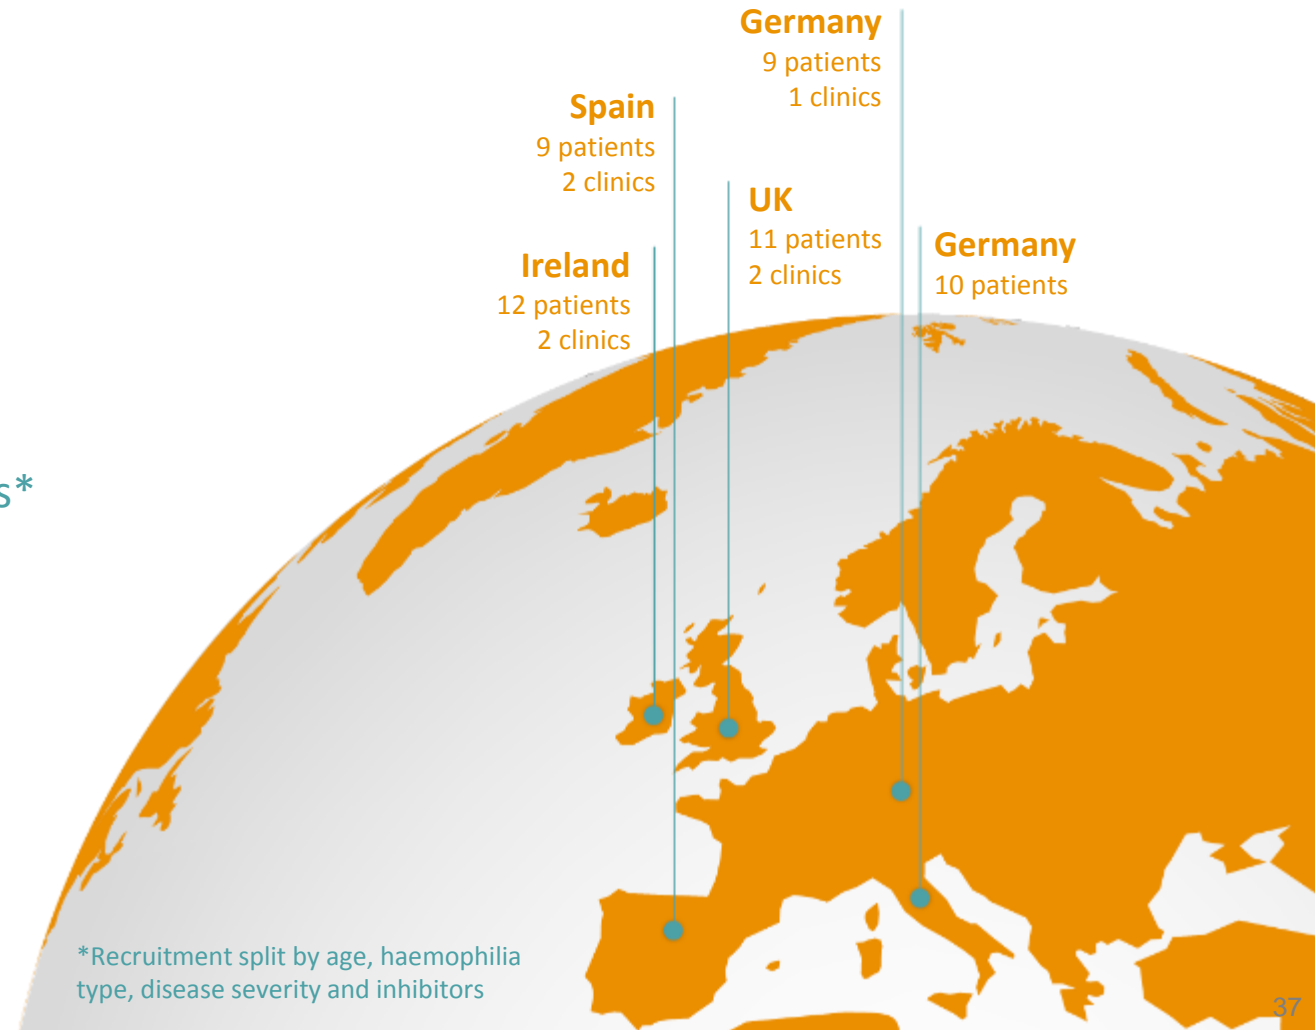 Germany
9 patients
1 clinics
Spain
9 patients
2 clinics
UK
11 patients
2 clinics
Germany
10 patients
Ireland
12 patients
2 clinics
s*
*Recruitment split by age, haemophilia
type, disease severity and inhibitors
37